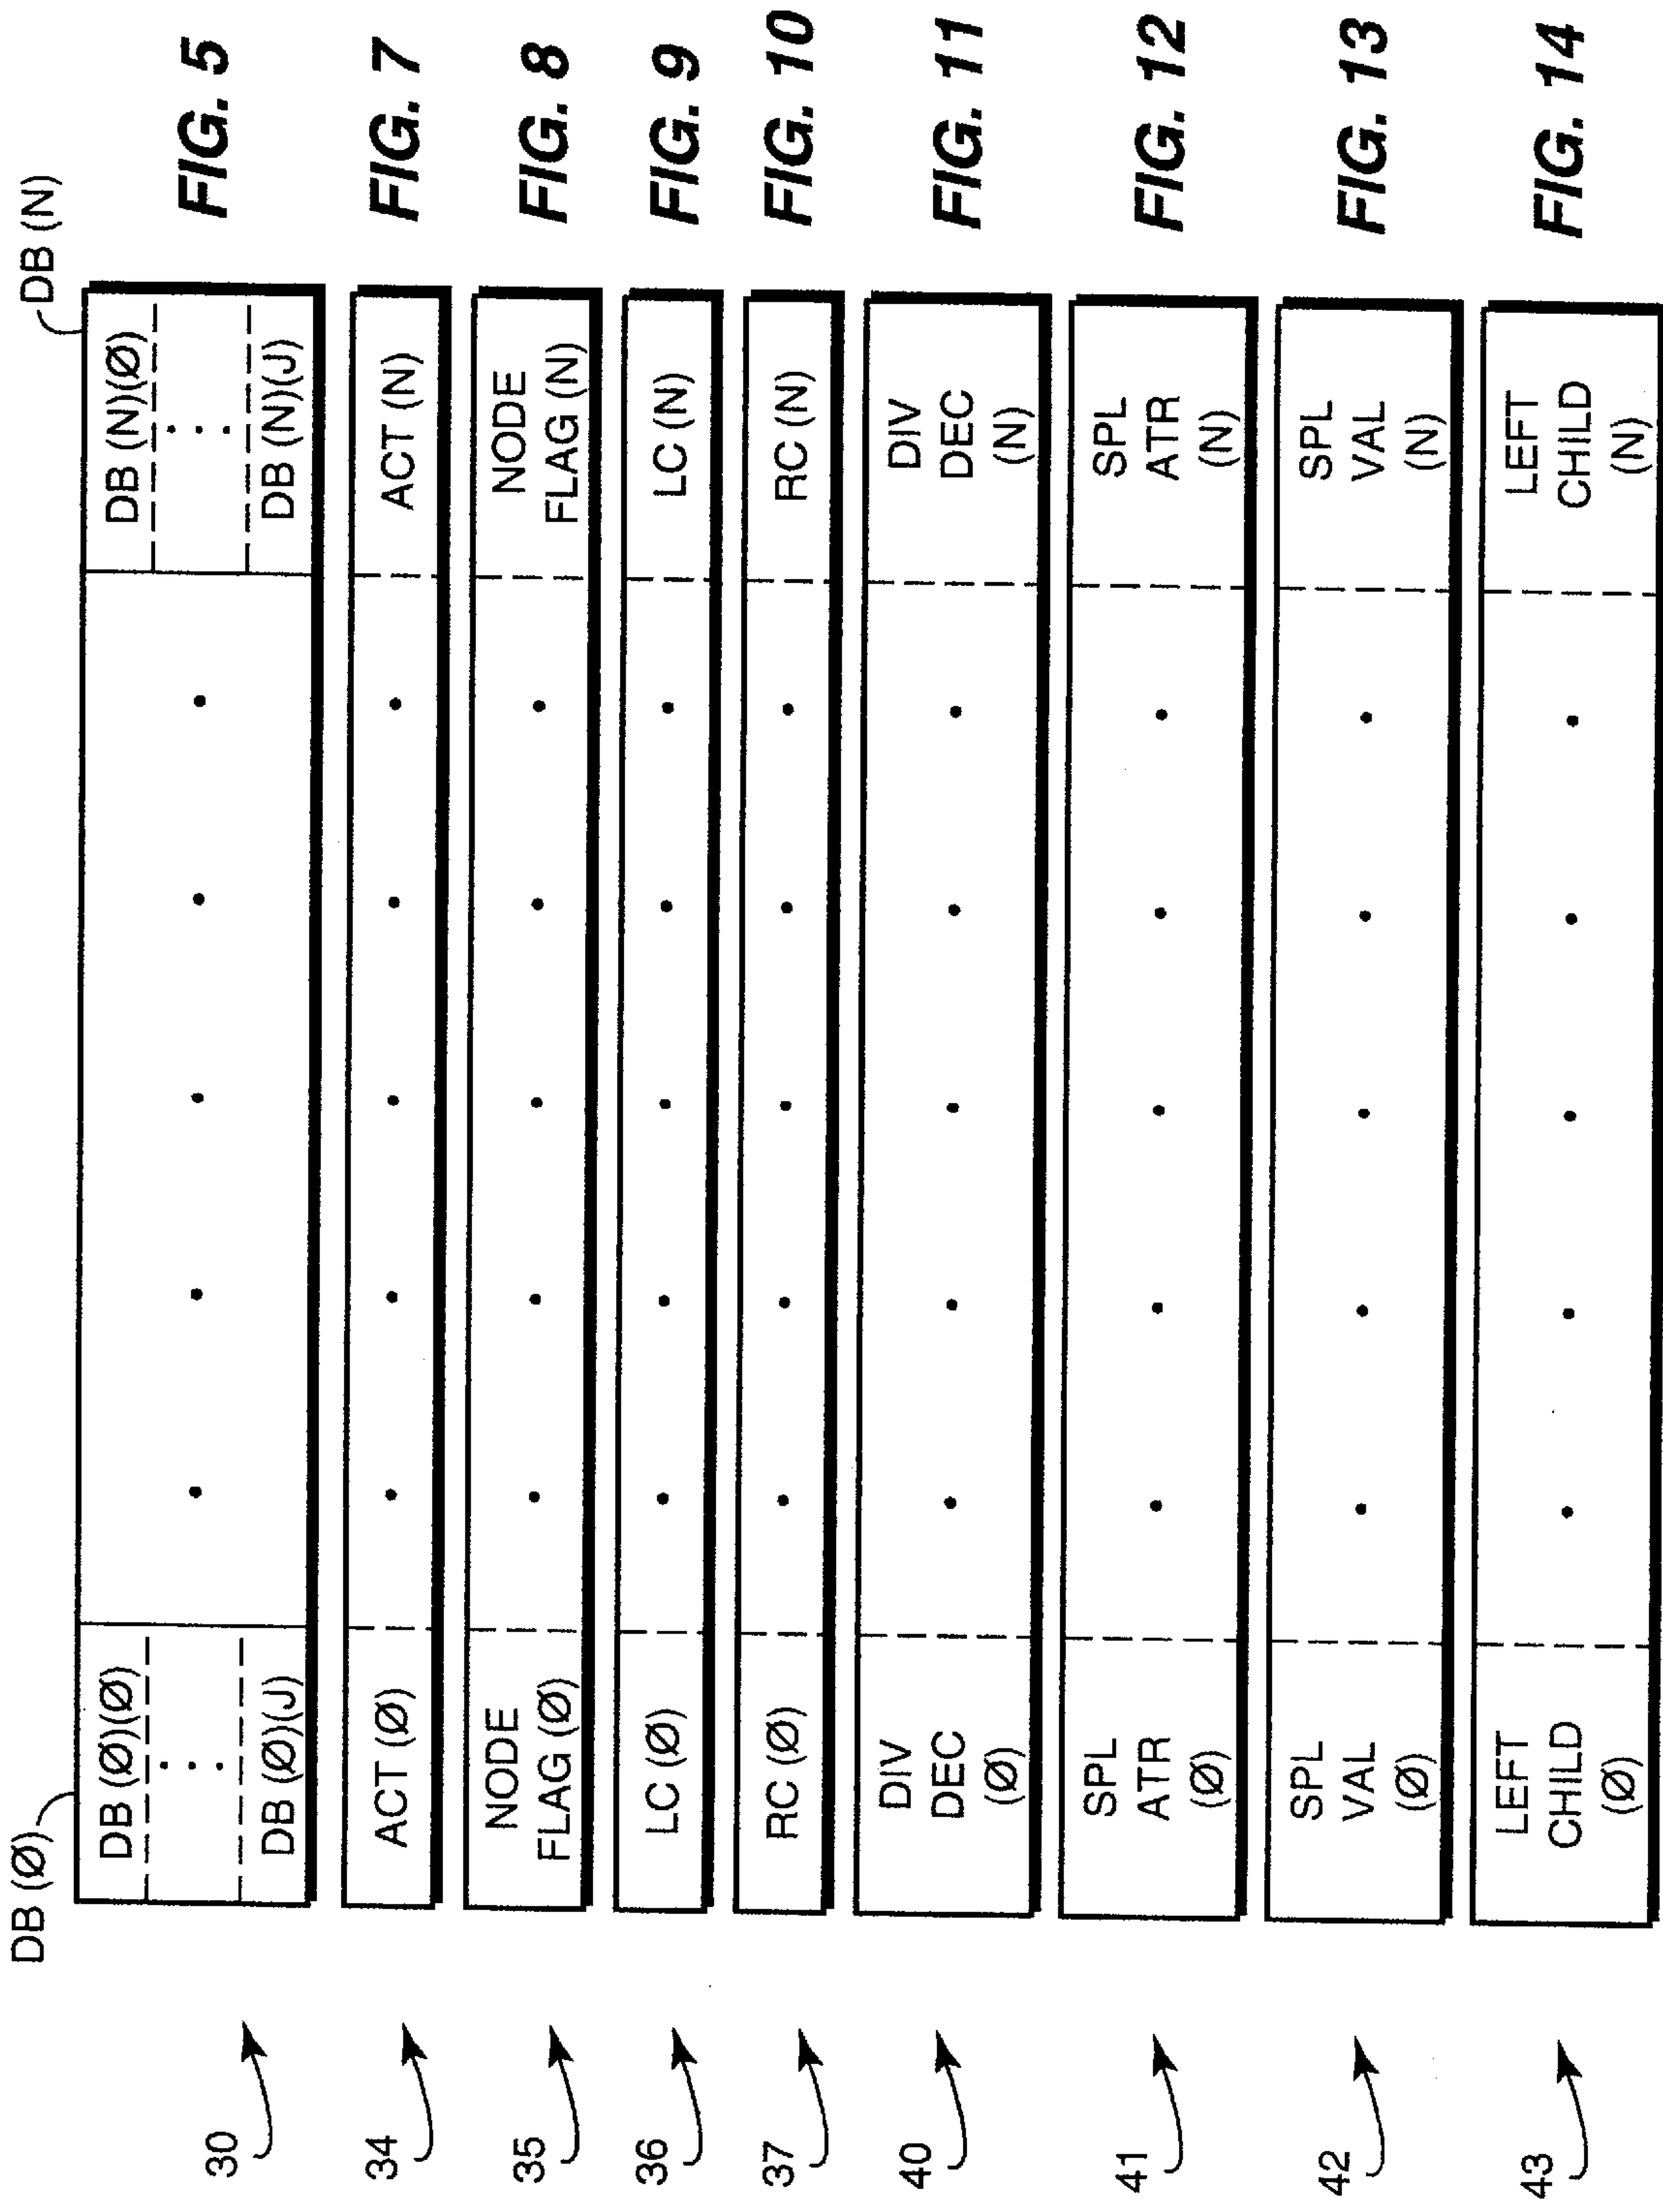 DB (Ø)
DB (N)
30
DB (Ø)(Ø)
DB (Ø)(J)
DB (N)(Ø)
DB (N)(J)
FIG. 5
34
ACT (Ø)
ACT (N)
FIG. 7
35
NODE
FLAG (Ø)
NODE
FLAG (N)
FIG. 8
36
LC (Ø)
LC (N)
FIG. 9
37
RC (Ø)
RC (N)
FIG. 10
40
DIV
DEC
(Ø)
DIV
DEC
(N)
FIG. 11
41
SPL
ATR
(Ø)
SPL
ATR
(N)
FIG. 12
42
SPL
VAL
(Ø)
SPL
VAL
(N)
FIG. 13
43
LEFT
CHILD
(Ø)
LEFT
CHILD
(N)
FIG. 14